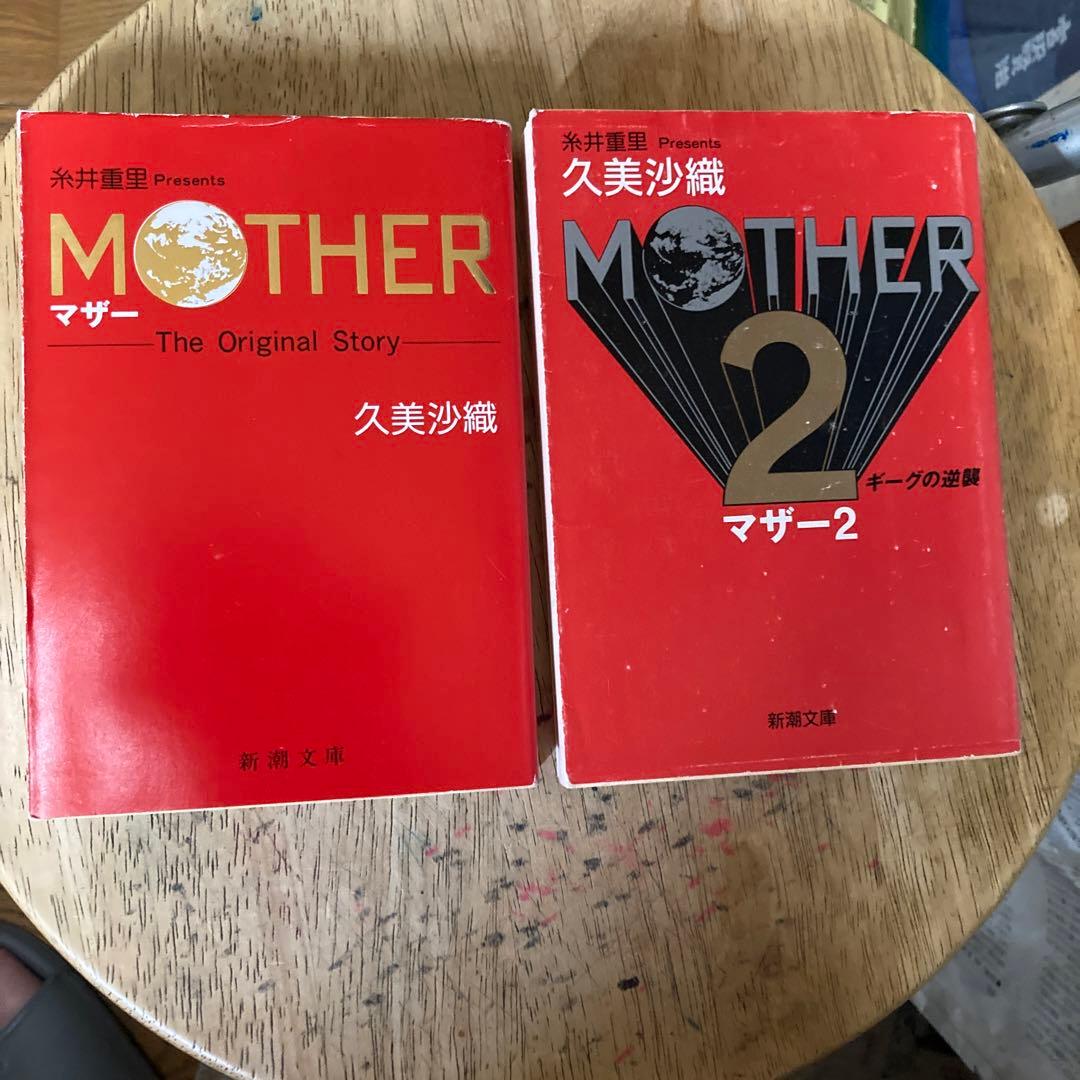 糸井重里 Presents
MOTHER
マザー
The Original Story
久美沙織
新潮文庫
糸井重里 Presents
久美沙織
MOTHER
2
ギーグの逆襲
マザー2
新潮文庫